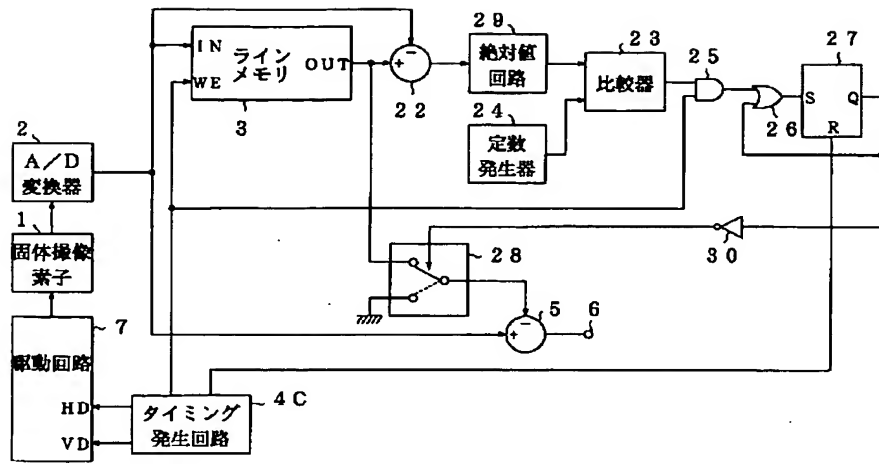 29
23
27
IN
ライン
メモリ
OUT
WE
3
－
＋
22
絶対値
回路
比較器
25
S
Q
R
26
24
定数
発生器
2
A／D
変換器
1
固体撮像
素子
28
30
－
＋
5
6
7
駆動回路
HD
VD
4C
タイミング
発生回路